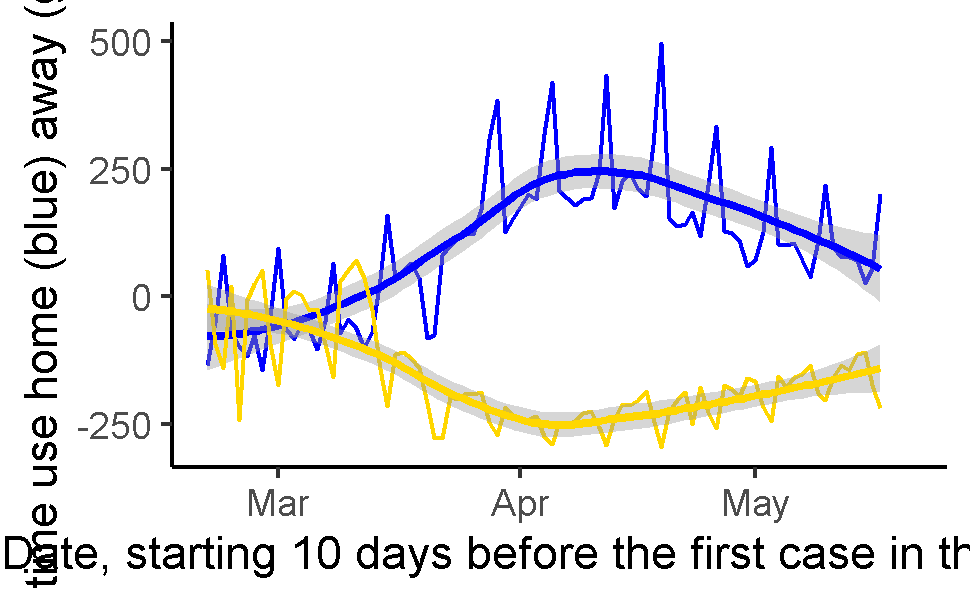 time use home (blue) away (
500
250
0
-250
Mar Apr May
Date, starting 10 days before the first case in th